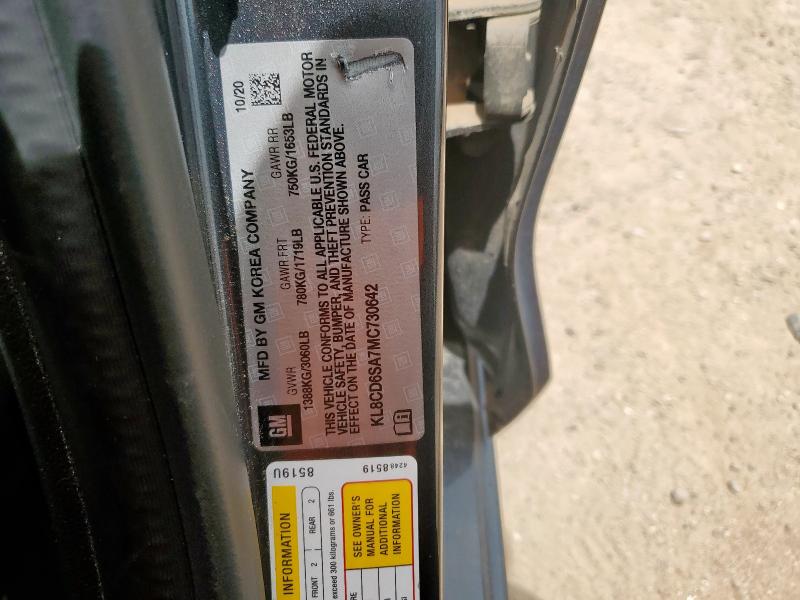 MFD BY GM KOREA COMPANY
10/20
GVWR
GAWR FRT
GAWR RR
1388KG/3060LB
780KG/1719LB
750KG/1653LB
THIS VEHICLE CONFORMS TO ALL APPLICABLE U.S. FEDERAL MOTOR
VEHICLE SAFETY, BUMPER, AND THEFT PREVENTION STANDARDS IN
EFFECT ON THE DATE OF MANUFACTURE SHOWN ABOVE.
KL8CD6SA7MC730642
TYPE: PASS CAR
GM
8519U
4248 8519
INFORMATION
FRONT 2
REAR 2
exceed 300 kilograms or 661 lbs.
SEE OWNER'S
MANUAL FOR
ADDITIONAL
INFORMATION